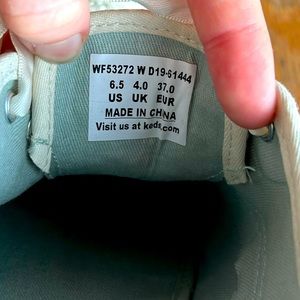 WF53272 W D19-61444
6.5 4.0 37.0
US UK EUR
MADE IN CHINA
Visit us at keds.com